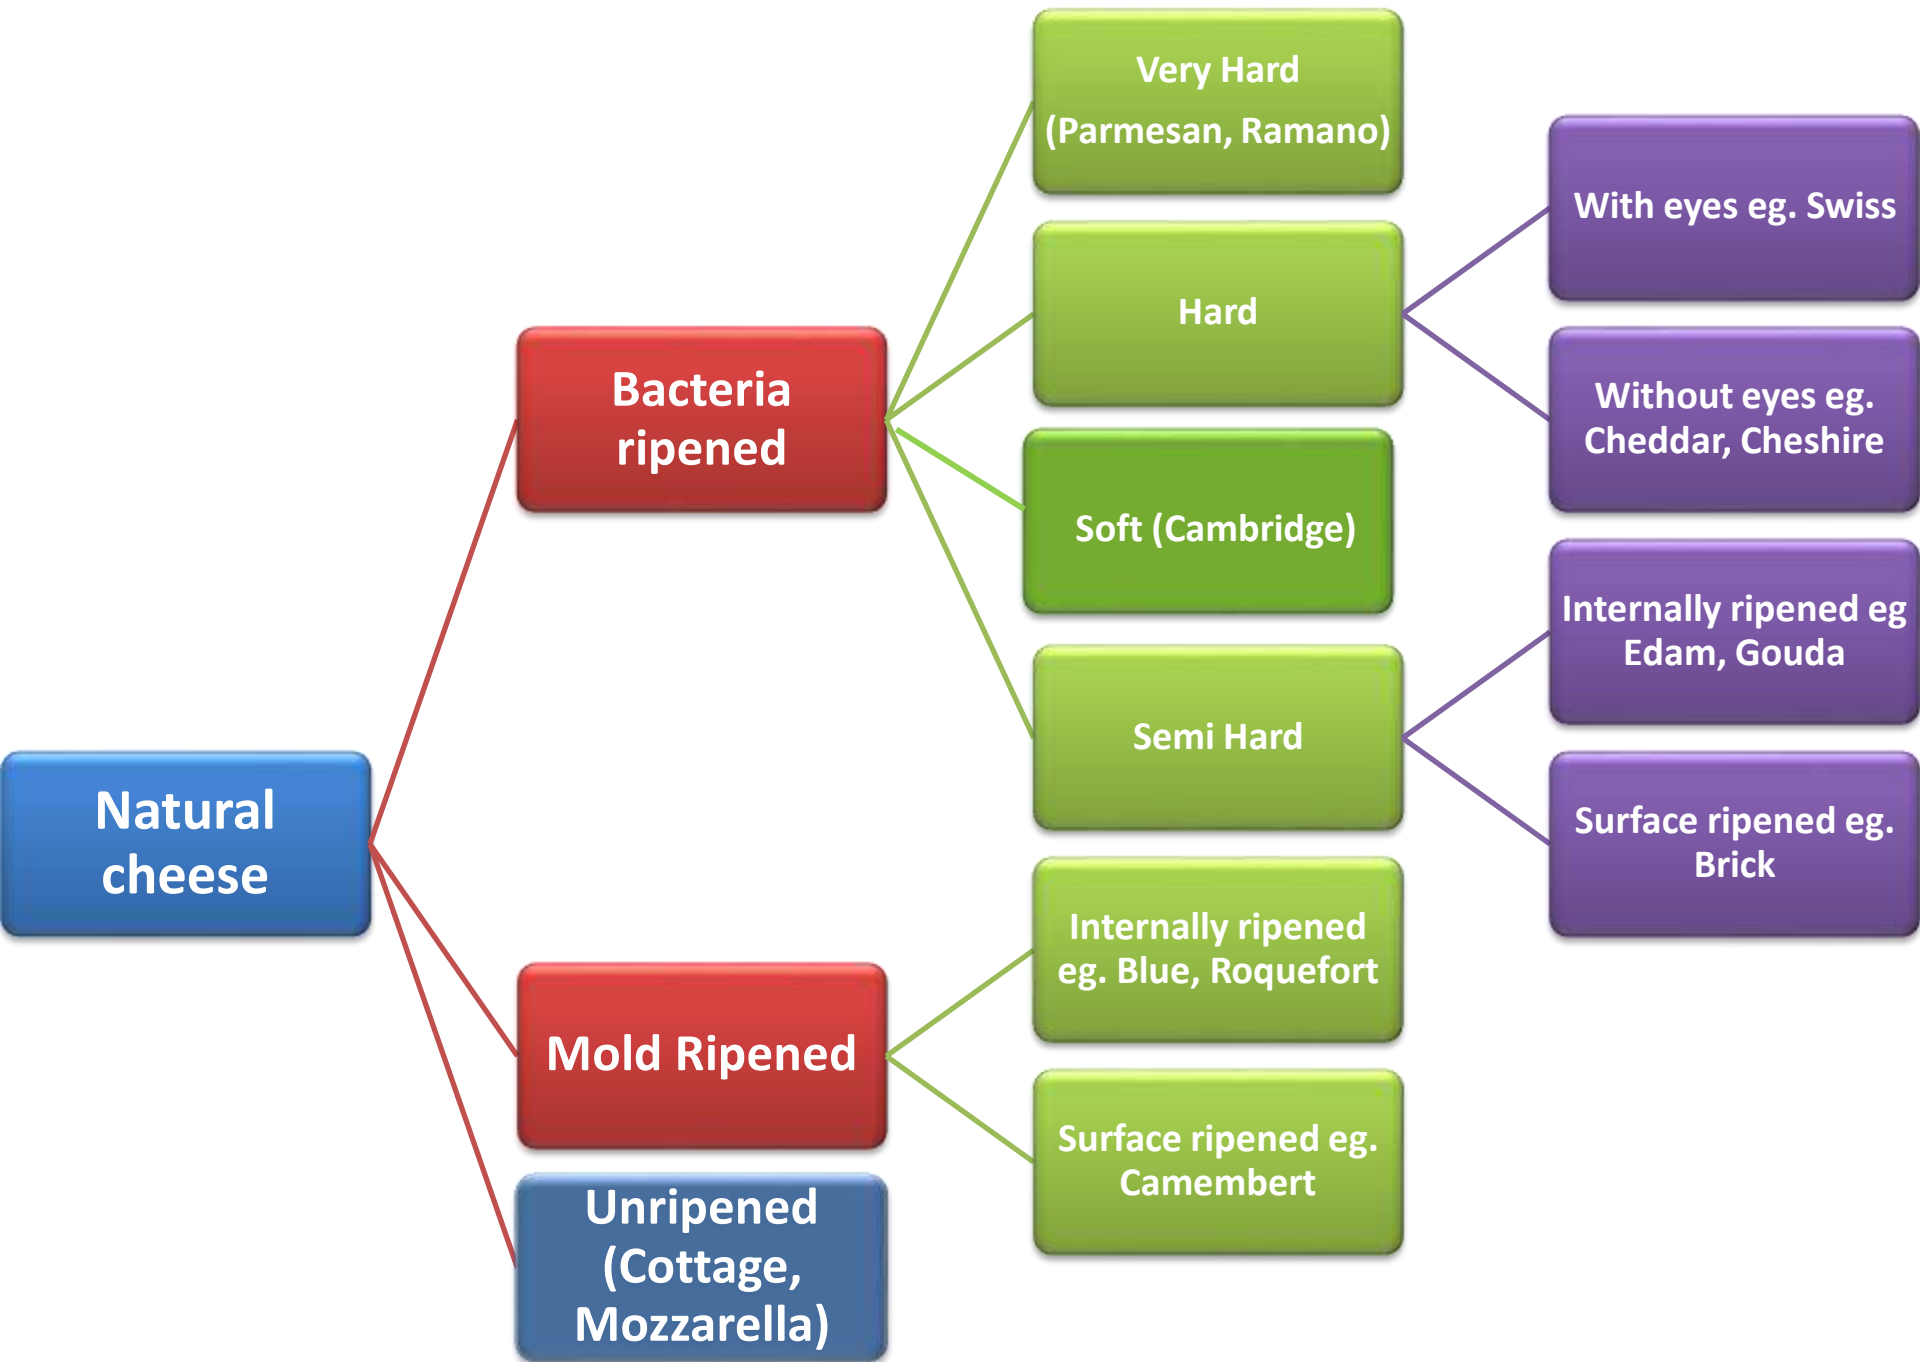 Natural
cheese
Bacteria
ripened
Very Hard
(Parmesan, Ramano)
Hard
With eyes eg. Swiss
Without eyes eg.
Cheddar, Cheshire
Soft (Cambridge)
Semi Hard
Internally ripened eg
Edam, Gouda
Surface ripened eg.
Brick
Mold Ripened
Internally ripened
eg. Blue, Roquefort
Surface ripened eg.
Camembert
Unripened
(Cottage,
Mozzarella)